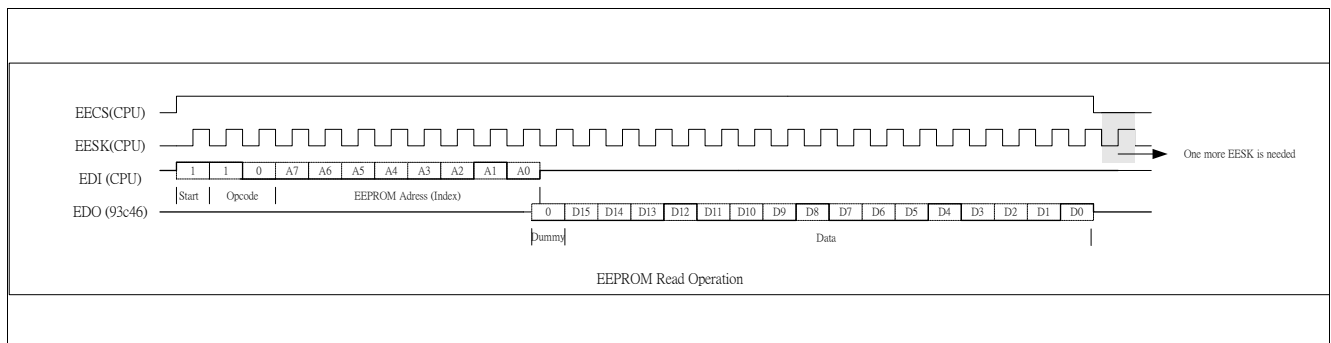 EECS(CPU)
EESK(CPU)
One more EESK is needed
EDI (CPU) 1 1 0 A7 A6 A5 A4 A3 A2 A1 A0
Start Opcode EEPROM Adress (Index)
EDO (93c46) 0 D15 D14 D13 D12 D11 D10 D9 D8 D7 D6 D5 D4 D3 D2 D1 D0
Dummy Data
EEPROM Read Operation